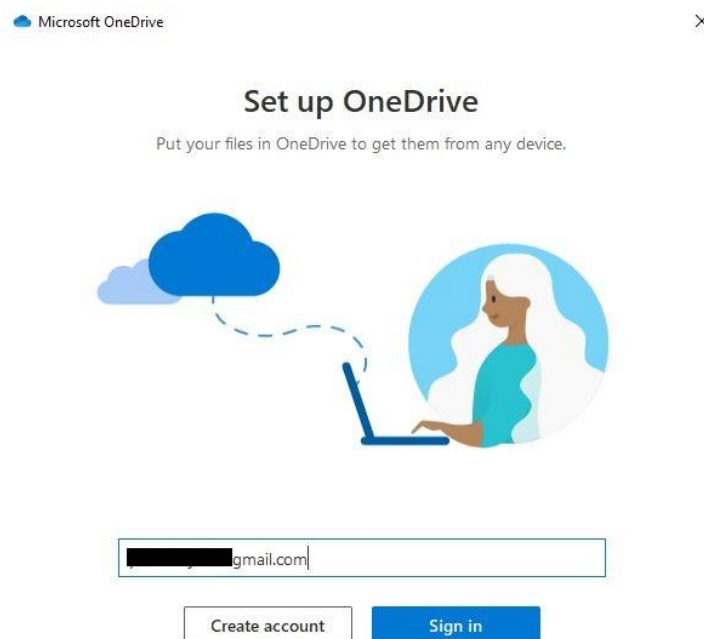 Microsoft OneDrive
Set up OneDrive
Put your files in OneDrive to get them from any device.
gmail.com
Create account
Sign in